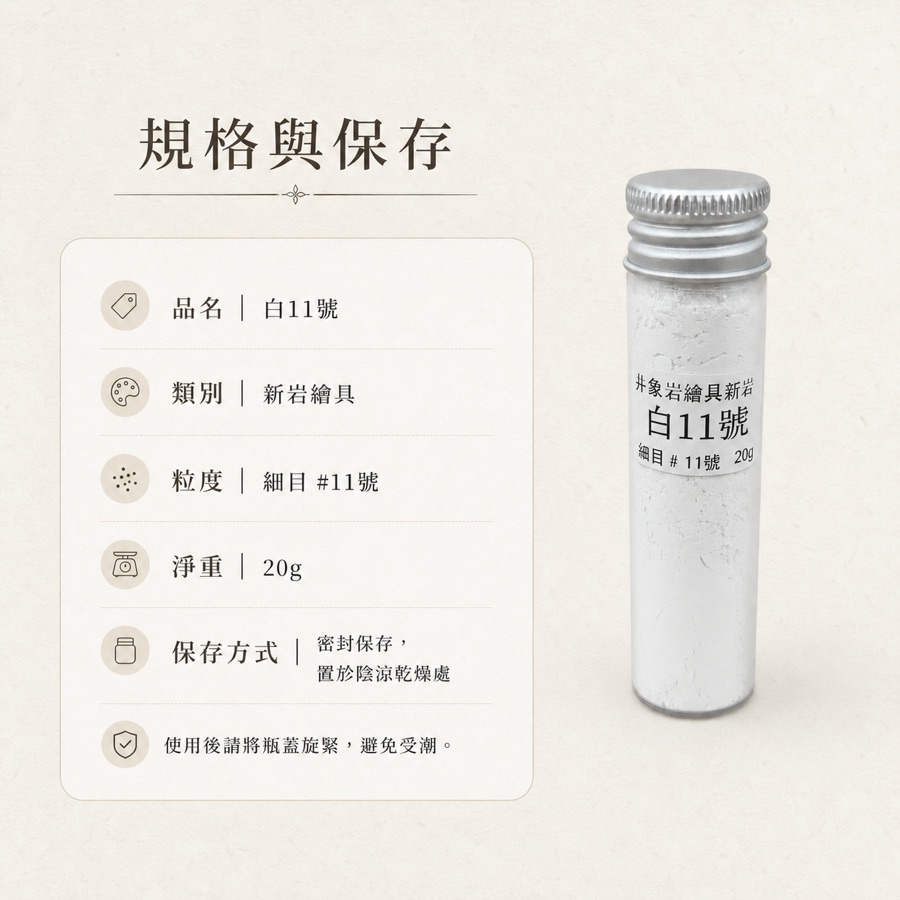 規格與保存
品名｜白11號
類別｜新岩繪具
粒度｜細目 #11號
淨重｜20g
保存方式｜密封保存，
置於陰涼乾燥處
使用後請將瓶蓋旋緊，避免受潮。
井象岩繪具新岩
白11號
細目 # 11號 20g